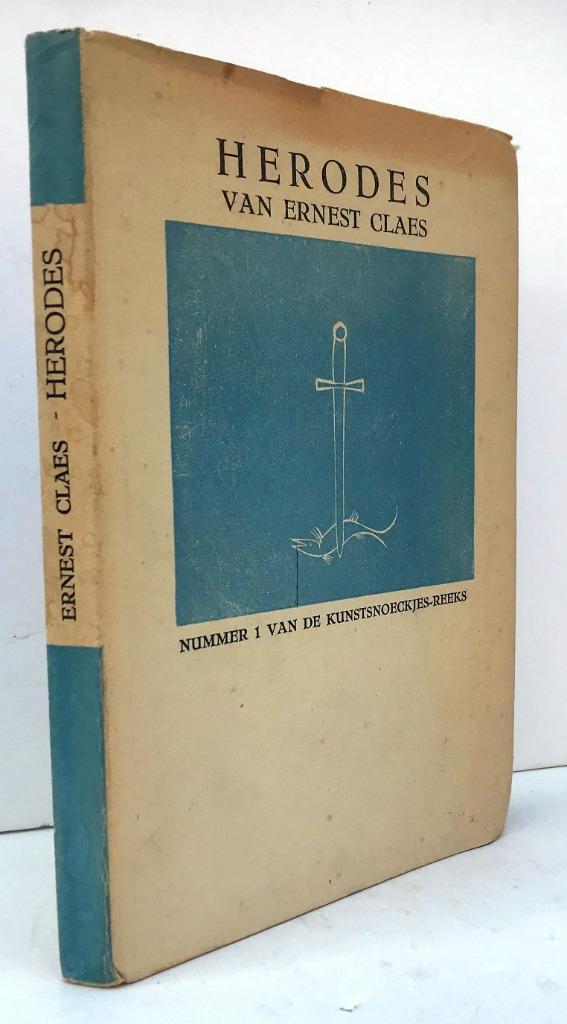 HERODES
VAN ERNEST CLAES
NUMMER 1 VAN DE KUNSTSNOECKJES-REEKS
ERNEST CLAES - HERODES